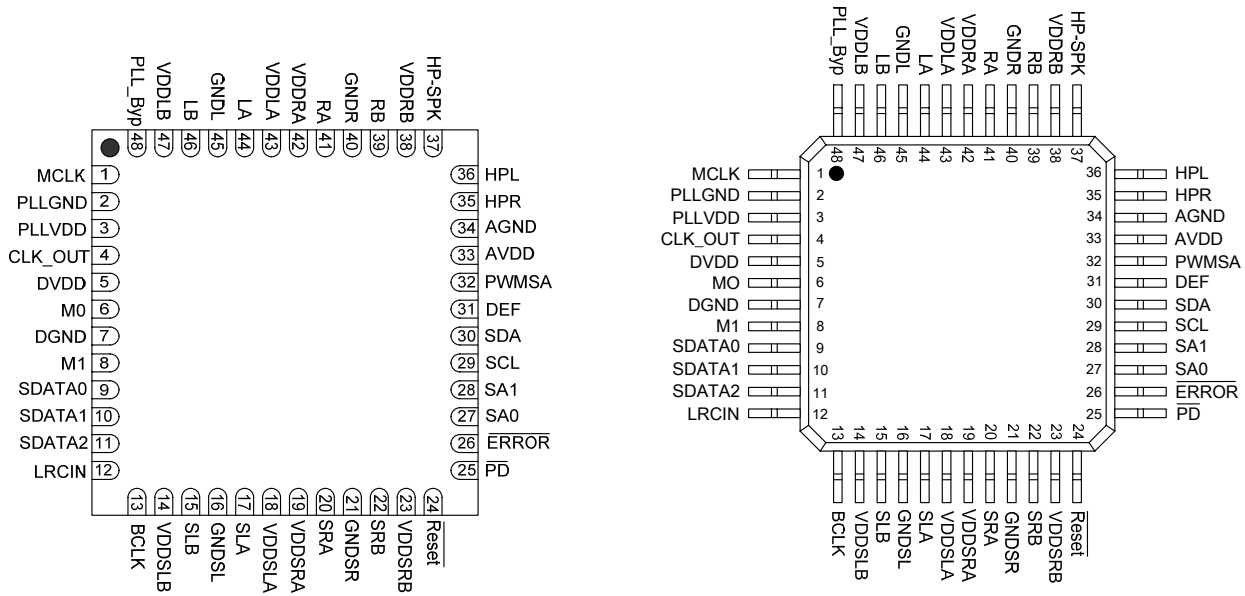 PLL_Byp
VDDLB
LB
GNDL
LA
VDDLA
VDDRA
RA
GNDR
RB
VDDRB
HP-SPK
48
47
46
45
44
43
42
41
40
39
38
37
MCLK 1
PLLGND 2
PLLVDD 3
CLK_OUT 4
DVDD 5
M0 6
DGND 7
M1 8
SDATA0 9
SDATA1 10
SDATA2 11
LRCIN 12
36 HPL
35 HPR
34 AGND
33 AVDD
32 PWMSA
31 DEF
30 SDA
29 SCL
28 SA1
27 SA0
26 ERROR
25 PD
13
14
15
16
17
18
19
20
21
22
23
24
BCLK
VDDSLB
SLB
GNDSL
SLA
VDDSLA
VDDSRA
SRA
GNDSR
SRB
VDDSRB
Reset
PLL_Byp
VDDLB
LB
GNDL
LA
VDDLA
VDDRA
RA
GNDR
RB
VDDRB
HP-SPK
48
47
46
45
44
43
42
41
40
39
38
37
MCLK 1
PLLGND 2
PLLVDD 3
CLK_OUT 4
DVDD 5
MO 6
DGND 7
M1 8
SDATA0 9
SDATA1 10
SDATA2 11
LRCIN 12
36 HPL
35 HPR
34 AGND
33 AVDD
32 PWMSA
31 DEF
30 SDA
29 SCL
28 SA1
27 SA0
26 ERROR
25 PD
13
14
15
16
17
18
19
20
21
22
23
24
BCLK
VDDSLB
SLB
GNDSL
SLA
VDDSLA
VDDSRA
SRA
GNDSR
SRB
VDDSRB
Reset